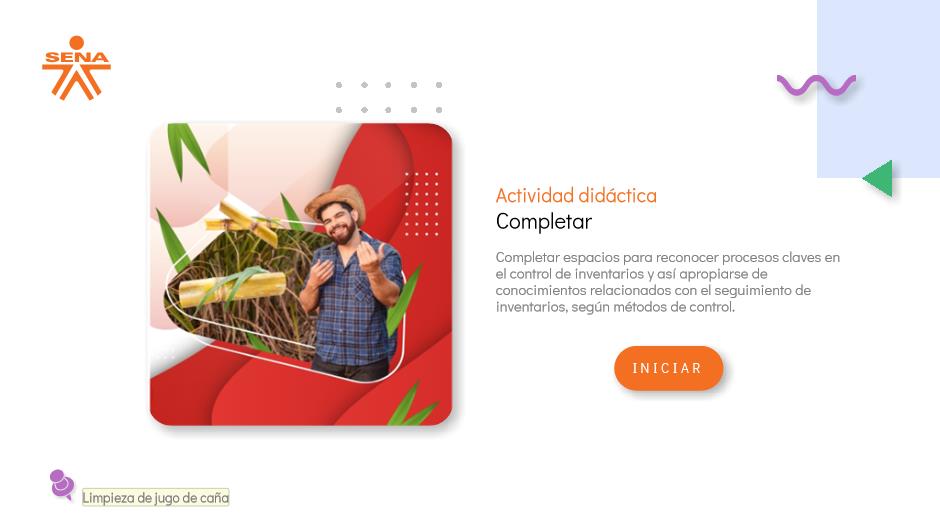 SENA
Actividad didáctica
Completar
Completar espacios para reconocer procesos claves en
el control de inventarios y así apropiarse de
conocimientos relacionados con el seguimiento de
inventarios, según métodos de control.
INICIAR
Limpieza de jugo de caña